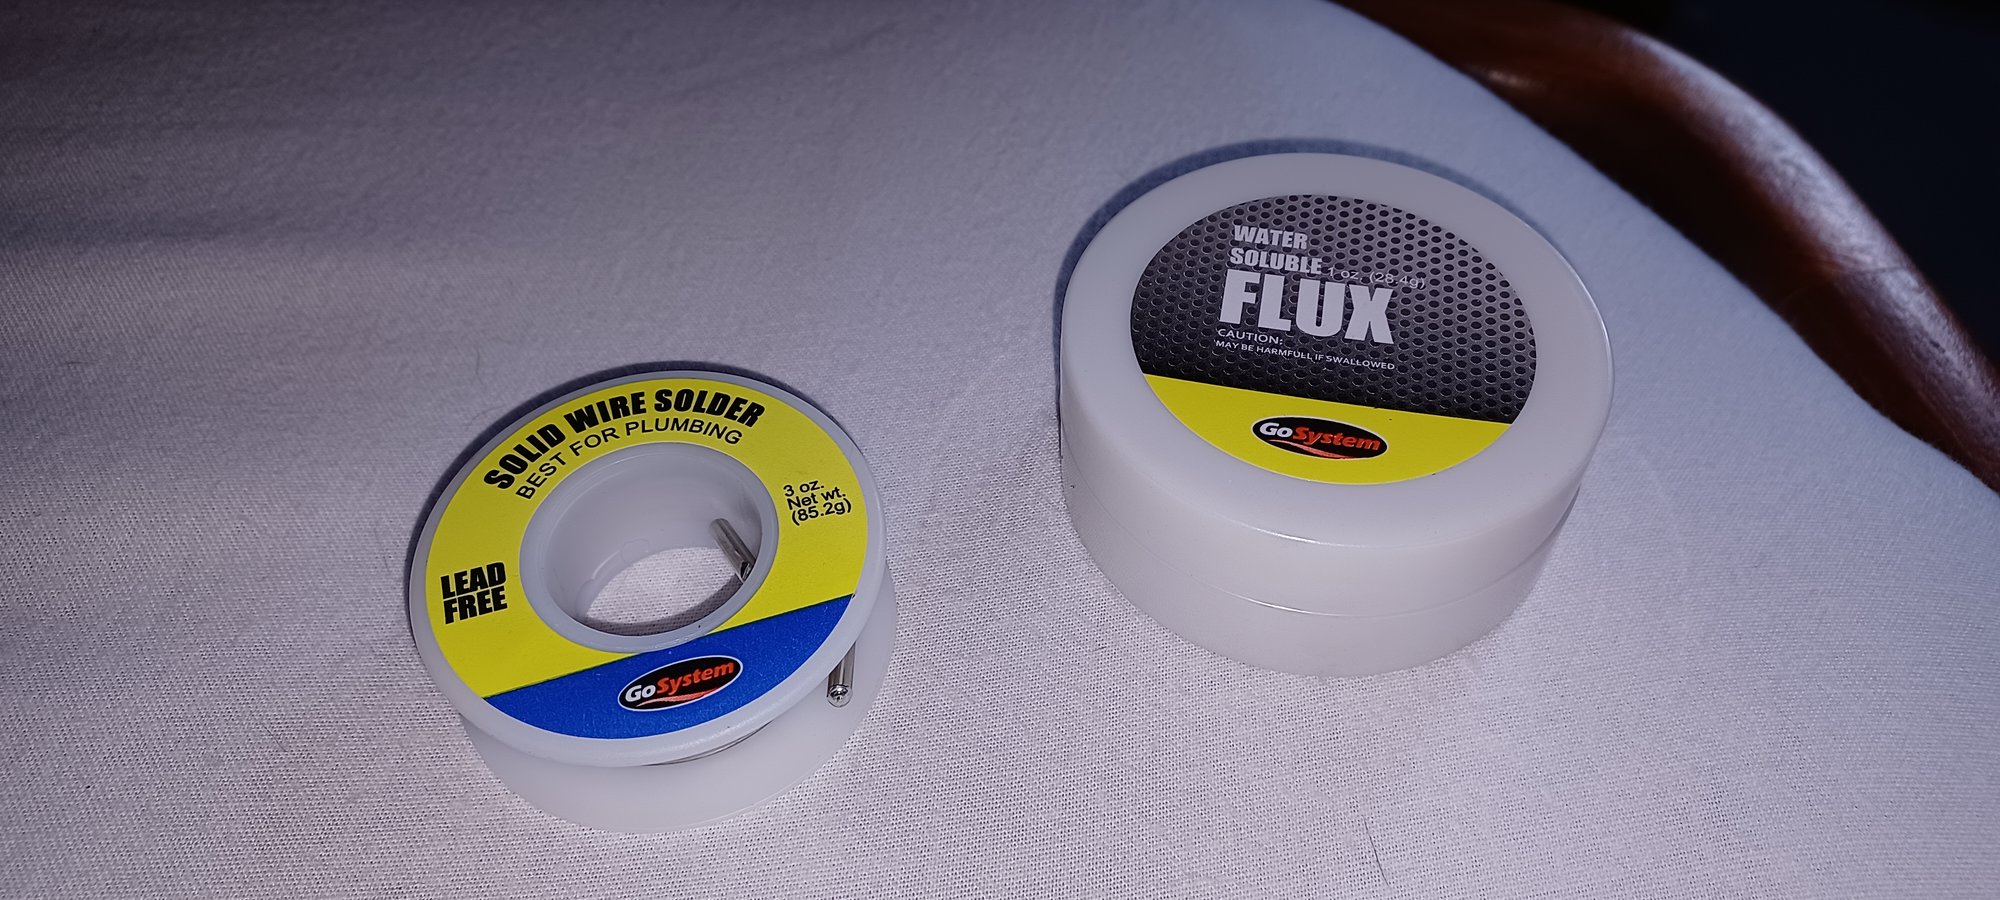 SOLID WIRE SOLDER
BEST FOR PLUMBING
3 oz.
Net wt.
(85.2g)
LEAD
FREE
GoSystem
WATER
SOLUBLE 1 oz. (28.4g)
FLUX
CAUTION:
MAY BE HARMFULL IF SWALLOWED
GoSystem